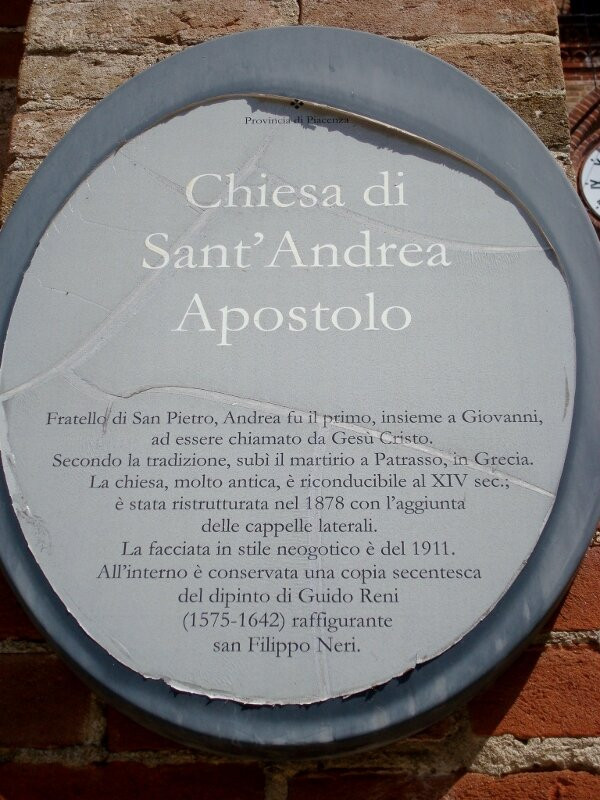 Provincia di Piacenza
Chiesa di
Sant'Andrea
Apostolo
Fratello di San Pietro, Andrea fu il primo, insieme a Giovanni,
ad essere chiamato da Gesù Cristo.
Secondo la tradizione, subì il martirio a Patrasso, in Grecia.
La chiesa, molto antica, è riconducibile al XIV sec.;
è stata ristrutturata nel 1878 con l'aggiunta
delle cappelle laterali.
La facciata in stile neogotico è del 1911.
All'interno è conservata una copia secentesca
del dipinto di Guido Reni
(1575-1642) raffigurante
san Filippo Neri.